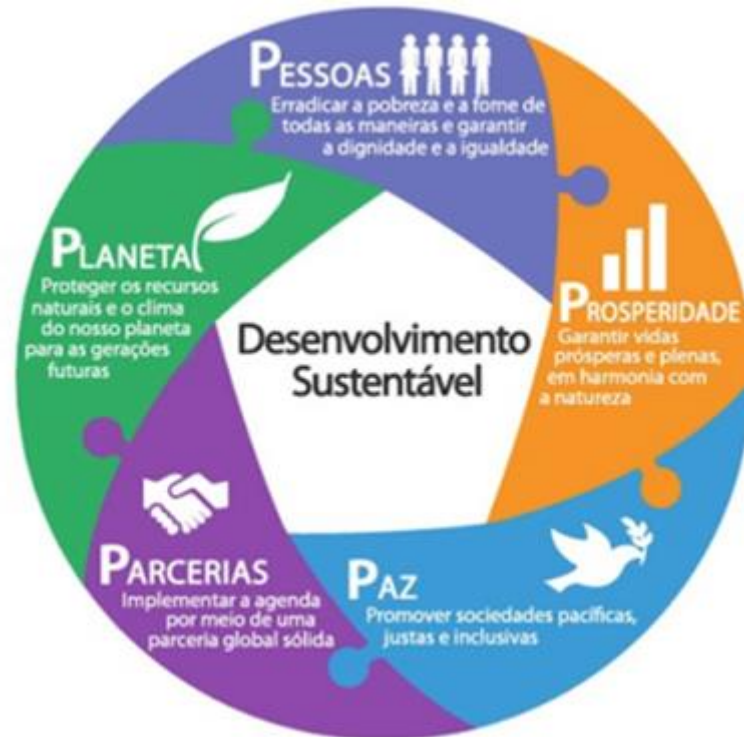 PESSOAS
Erradicar a pobreza e a fome de
todas as maneiras e garantir
a dignidade e a igualdade
PROSPERIDADE
Garantir vidas
prósperas e plenas,
em harmonia com
a natureza
PAZ
Promover sociedades pacíficas,
justas e inclusivas
PARCERIAS
Implementar a agenda
por meio de uma
parceria global sólida
PLANETA
Proteger os recursos
naturais e o clima
do nosso planeta
para as gerações
futuras
Desenvolvimento
Sustentável